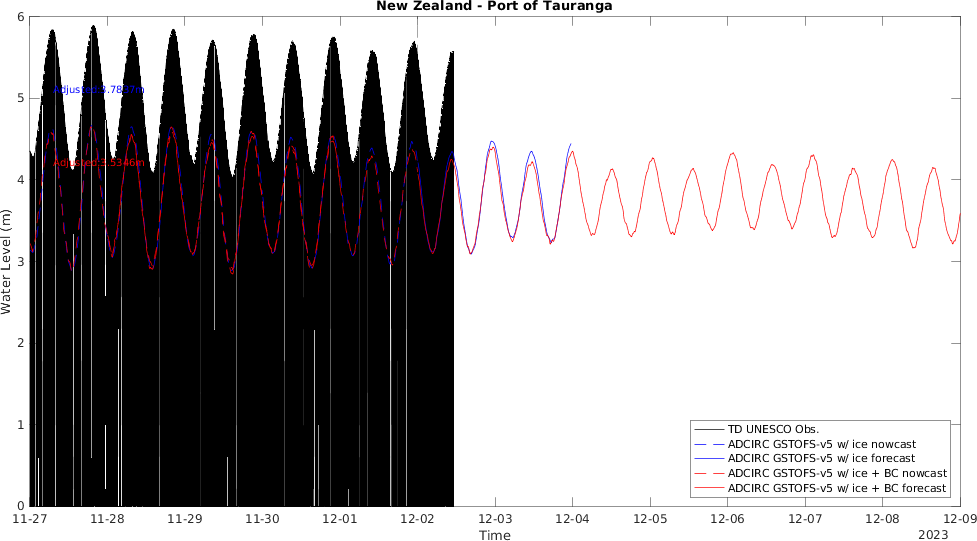 New Zealand - Port of Tauranga
6
5
4
3
2
1
0
Water Level (m)
Adjusted 3.7837m
Adjusted 3.5346m
TD UNESCO Obs.
ADCIRC GSTOFS-v5 w/ ice nowcast
ADCIRC GSTOFS-v5 w/ ice forecast
ADCIRC GSTOFS-v5 w/ ice + BC nowcast
ADCIRC GSTOFS-v5 w/ ice + BC forecast
11-27 11-28 11-29 11-30 12-01 12-02 12-03 12-04 12-05 12-06 12-07 12-08 12-09
Time
2023